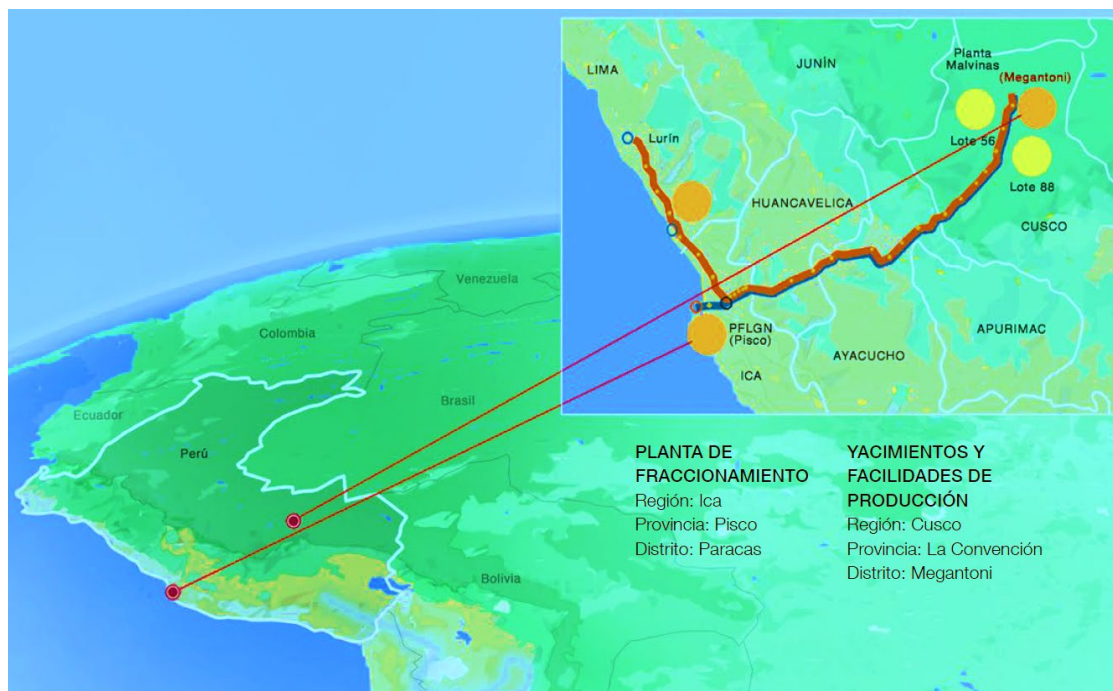 LIMA
JUNÍN
Planta
Malvinas
(Megantoni)
Lurín
Lote 56
HUANCAVELICA
Lote 88
CUSCO
PFLGN
(Pisco)
APURIMAC
AYACUCHO
ICA
Venezuela
Colombia
Ecuador
Brasil
Perú
Bolivia
PLANTA DE
FRACCIONAMIENTO
Región: Ica
Provincia: Pisco
Distrito: Paracas
YACIMIENTOS Y
FACILIDADES DE
PRODUCCIÓN
Región: Cusco
Provincia: La Convención
Distrito: Megantoni